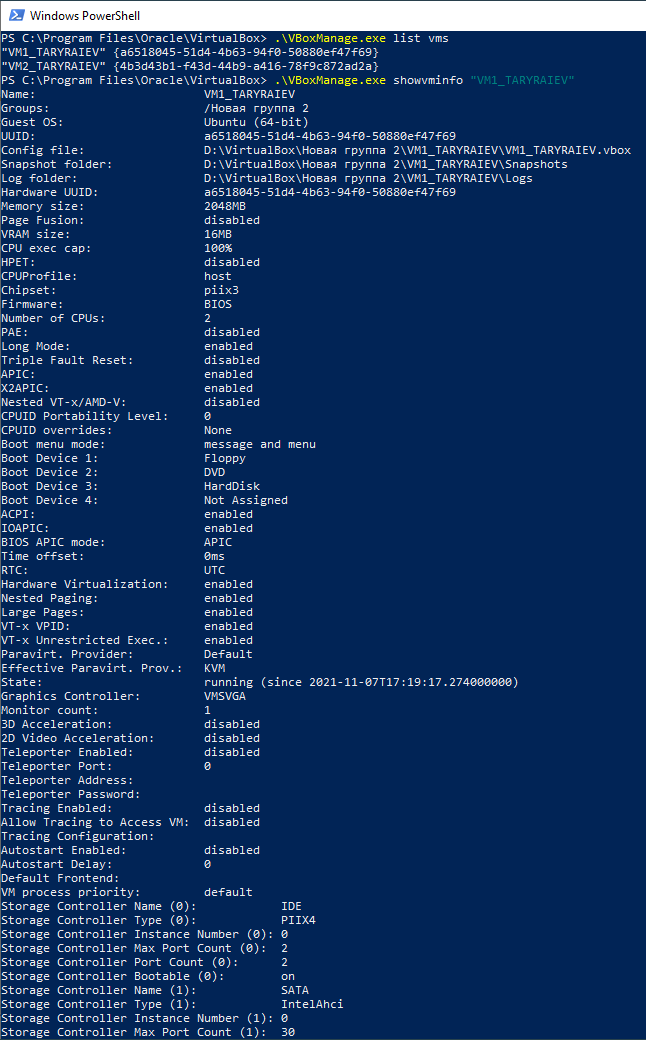 Windows PowerShell
PS C:\Program Files\Oracle\VirtualBox> .\VBoxManage.exe list vms
"VM1_TARYRAIEV" {a6518045-51d4-4b63-94f0-50880ef47f69}
"VM2_TARYRAIEV" {4b3d43b1-f43d-44b9-a416-78f9c872ad2a}
PS C:\Program Files\Oracle\VirtualBox> .\VBoxManage.exe showvminfo "VM1_TARYRAIEV"
Name: VM1_TARYRAIEV
Groups: /Новая группа 2
Guest OS: Ubuntu (64-bit)
UUID: a6518045-51d4-4b63-94f0-50880ef47f69
Config file: D:\VirtualBox\Новая группа 2\VM1_TARYRAIEV\VM1_TARYRAIEV.vbox
Snapshot folder: D:\VirtualBox\Новая группа 2\VM1_TARYRAIEV\Snapshots
Log folder: D:\VirtualBox\Новая группа 2\VM1_TARYRAIEV\Logs
Hardware UUID: a6518045-51d4-4b63-94f0-50880ef47f69
Memory size: 2048MB
Page Fusion: disabled
VRAM size: 16MB
CPU exec cap: 100%
HPET: disabled
CPUProfile: host
Chipset: piix3
Firmware: BIOS
Number of CPUs: 2
PAE: disabled
Long Mode: enabled
Triple Fault Reset: disabled
APIC: enabled
X2APIC: enabled
Nested VT-x/AMD-V: disabled
CPUID Portability Level: 0
CPUID overrides: None
Boot menu mode: message and menu
Boot Device 1: Floppy
Boot Device 2: DVD
Boot Device 3: HardDisk
Boot Device 4: Not Assigned
ACPI: enabled
IOAPIC: enabled
BIOS APIC mode: APIC
Time offset: 0ms
RTC: UTC
Hardware Virtualization: enabled
Nested Paging: enabled
Large Pages: enabled
VT-x VPID: enabled
VT-x Unrestricted Exec.: enabled
Paravirt. Provider: Default
Effective Paravirt. Prov.: KVM
State: running (since 2021-11-07T17:19:17.274000000)
Graphics Controller: VMSVGA
Monitor count: 1
3D Acceleration: disabled
2D Video Acceleration: disabled
Teleporter Enabled: disabled
Teleporter Port: 0
Teleporter Address:
Teleporter Password:
Tracing Enabled: disabled
Allow Tracing to Access VM: disabled
Tracing Configuration:
Autostart Enabled: disabled
Autostart Delay: 0
Default Frontend:
VM process priority: default
Storage Controller Name (0): IDE
Storage Controller Type (0): PIIX4
Storage Controller Instance Number (0): 0
Storage Controller Max Port Count (0): 2
Storage Controller Port Count (0): 2
Storage Controller Bootable (0): on
Storage Controller Name (1): SATA
Storage Controller Type (1): IntelAhci
Storage Controller Instance Number (1): 0
Storage Controller Max Port Count (1): 30